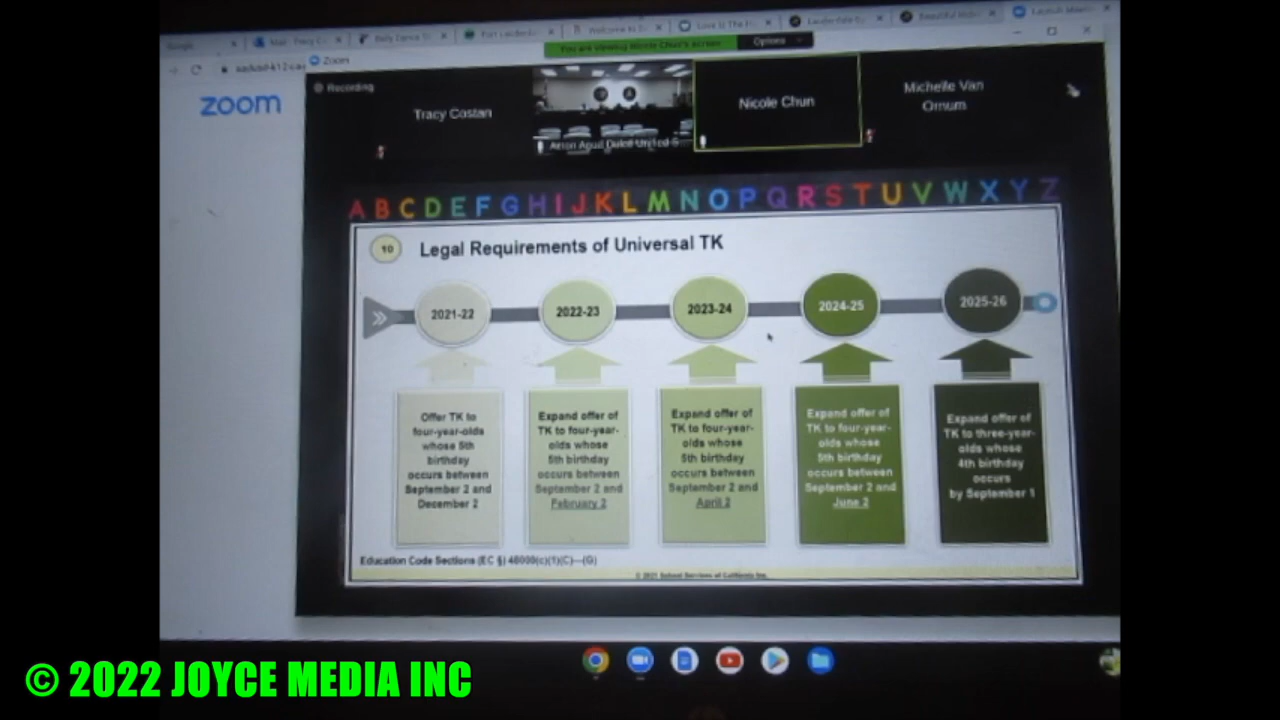 You are viewing Nicole Chun's screen
Options
Zoom
Recording
zoom
Tracy Costan
Nicole Chun
Michelle Van
Ornum
A B C D E F G H I J K L M N O P Q R S T U V W X Y Z
10
Legal Requirements of Universal TK
2021-22
2022-23
2023-24
2024-25
2025-26
Offer TK to
four-year-olds
whose 5th
birthday
occurs between
September 2 and
December 2
Expand offer of
TK to four-year-
olds whose
5th birthday
occurs between
September 2 and
February 2
Expand offer of
TK to four-year-
olds whose
5th birthday
occurs between
September 2 and
April 2
Expand offer of
TK to four-year-
olds whose
5th birthday
occurs between
September 2 and
June 2
Expand offer of
TK to three-year-
olds whose
4th birthday
occurs
by September 1
Education Code Sections (EC §) 48000(c)(1)(C)—(G)
© 2021 School Services of California Inc.
© 2022 JOYCE MEDIA INC